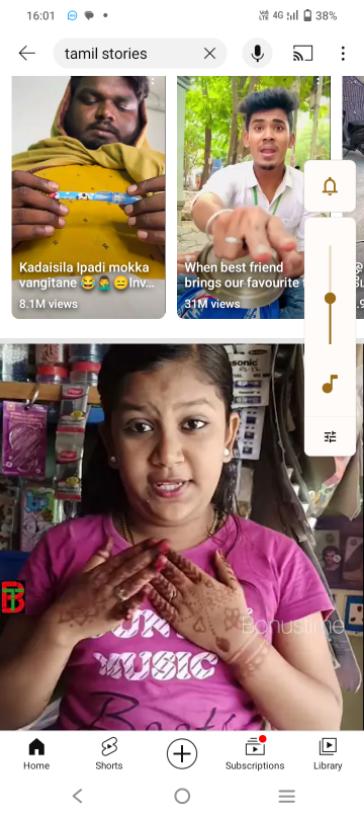 16:01
4G
38%
tamil stories
Kadaisila Ipadi mokka
vangitane 😂🤦‍♂️😑Inv...
8.1M views
When best friend
brings our favourite
31M views
MUSIC
Beats
Bonustime
Home
Shorts
Subscriptions
Library